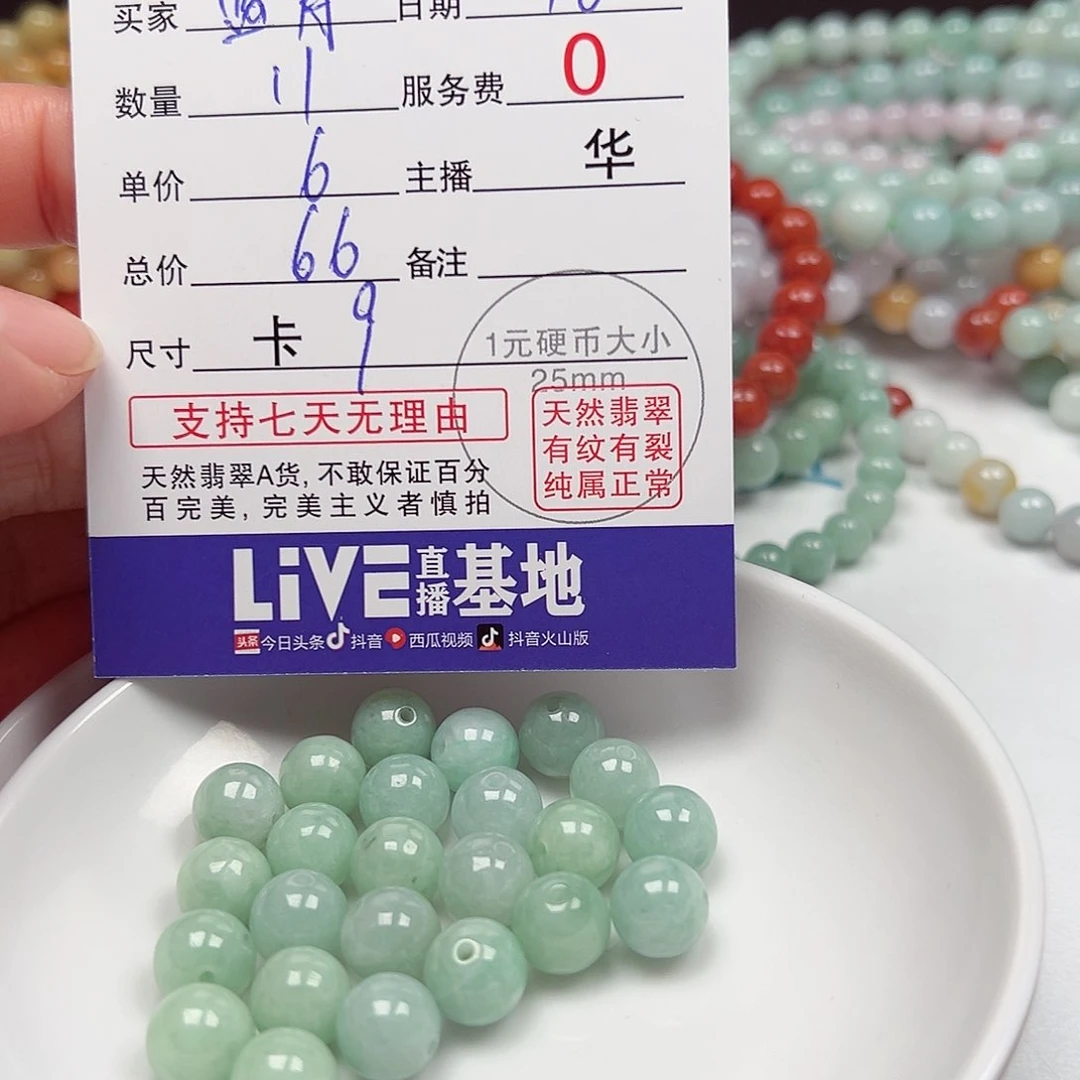 买家 日期
数量 11 服务费 0
单价 6 主播 华
总价 66 备注
尺寸 卡 9
1元硬币大小
25mm
支持七天无理由
天然翡翠
有纹有裂
纯属正常
天然翡翠A货,不敢保证百分
百完美,完美主义者慎拍
LiVE直播基地
头条 今日头条 抖音 西瓜视频 抖音火山版